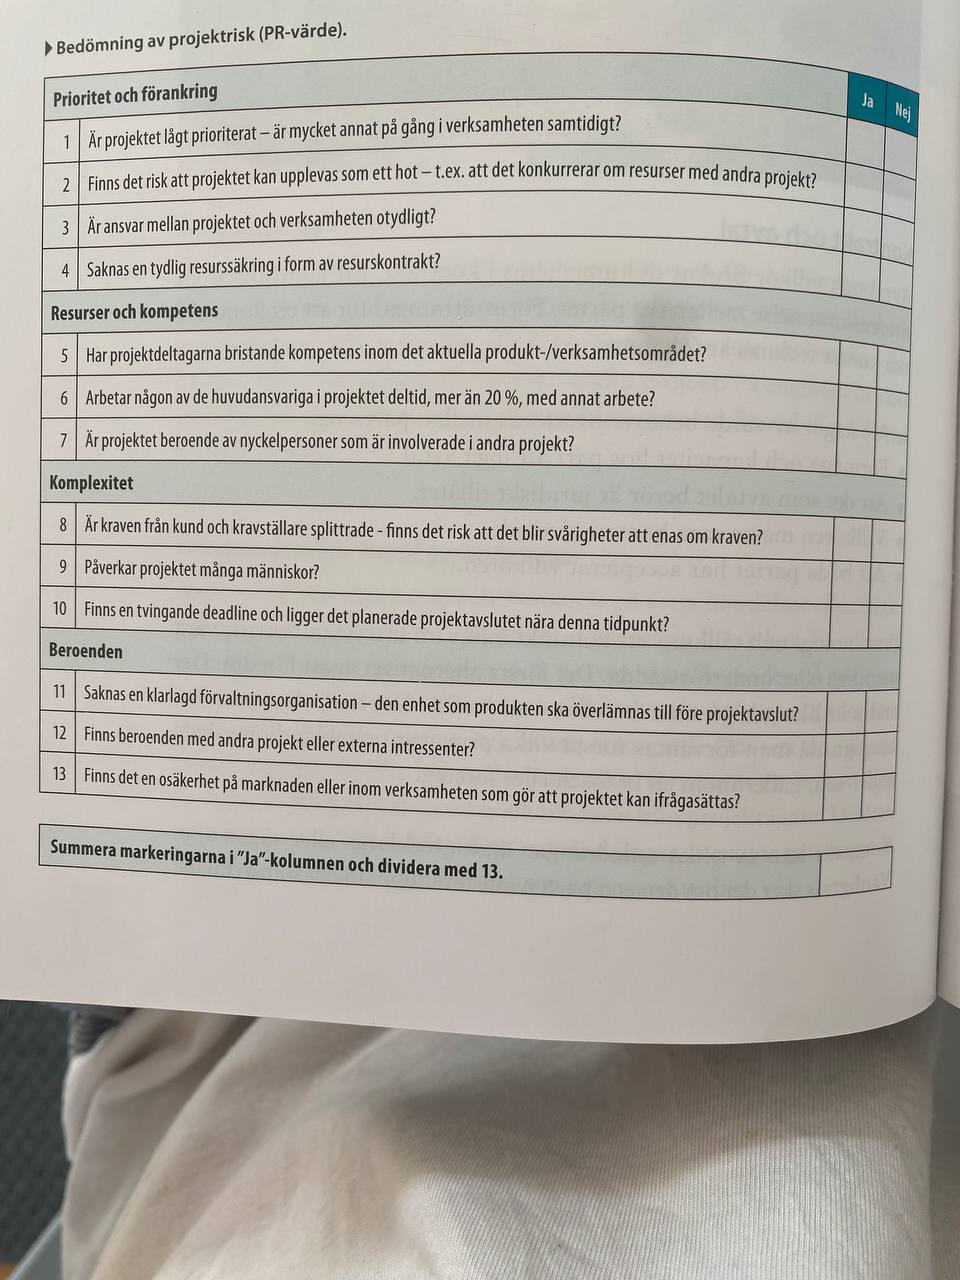 Bedömning av projektrisk (PR-värde).
Prioritet och förankring
Ja Nej
1 Är projektet lågt prioriterat – är mycket annat på gång i verksamheten samtidigt?
2 Finns det risk att projektet kan upplevas som ett hot – t.ex. att det konkurrerar om resurser med andra projekt?
3 Är ansvar mellan projektet och verksamheten otydligt?
4 Saknas en tydlig resurssäkring i form av resurskontrakt?
Resurser och kompetens
5 Har projektdeltagarna bristande kompetens inom det aktuella produkt-/verksamhetsområdet?
6 Arbetar någon av de huvudansvariga i projektet deltid, mer än 20 %, med annat arbete?
7 Är projektet beroende av nyckelpersoner som är involverade i andra projekt?
Komplexitet
8 Är kraven från kund och kravställare splittrade - finns det risk att det blir svårigheter att enas om kraven?
9 Påverkar projektet många människor?
10 Finns en tvingande deadline och ligger det planerade projektavslutet nära denna tidpunkt?
Beroenden
11 Saknas en klarlagd förvaltningsorganisation – den enhet som produkten ska överlämnas till före projektavslut?
12 Finns beroenden med andra projekt eller externa intressenter?
13 Finns det en osäkerhet på marknaden eller inom verksamheten som gör att projektet kan ifrågasättas?
Summera markeringarna i ”Ja”-kolumnen och dividera med 13.